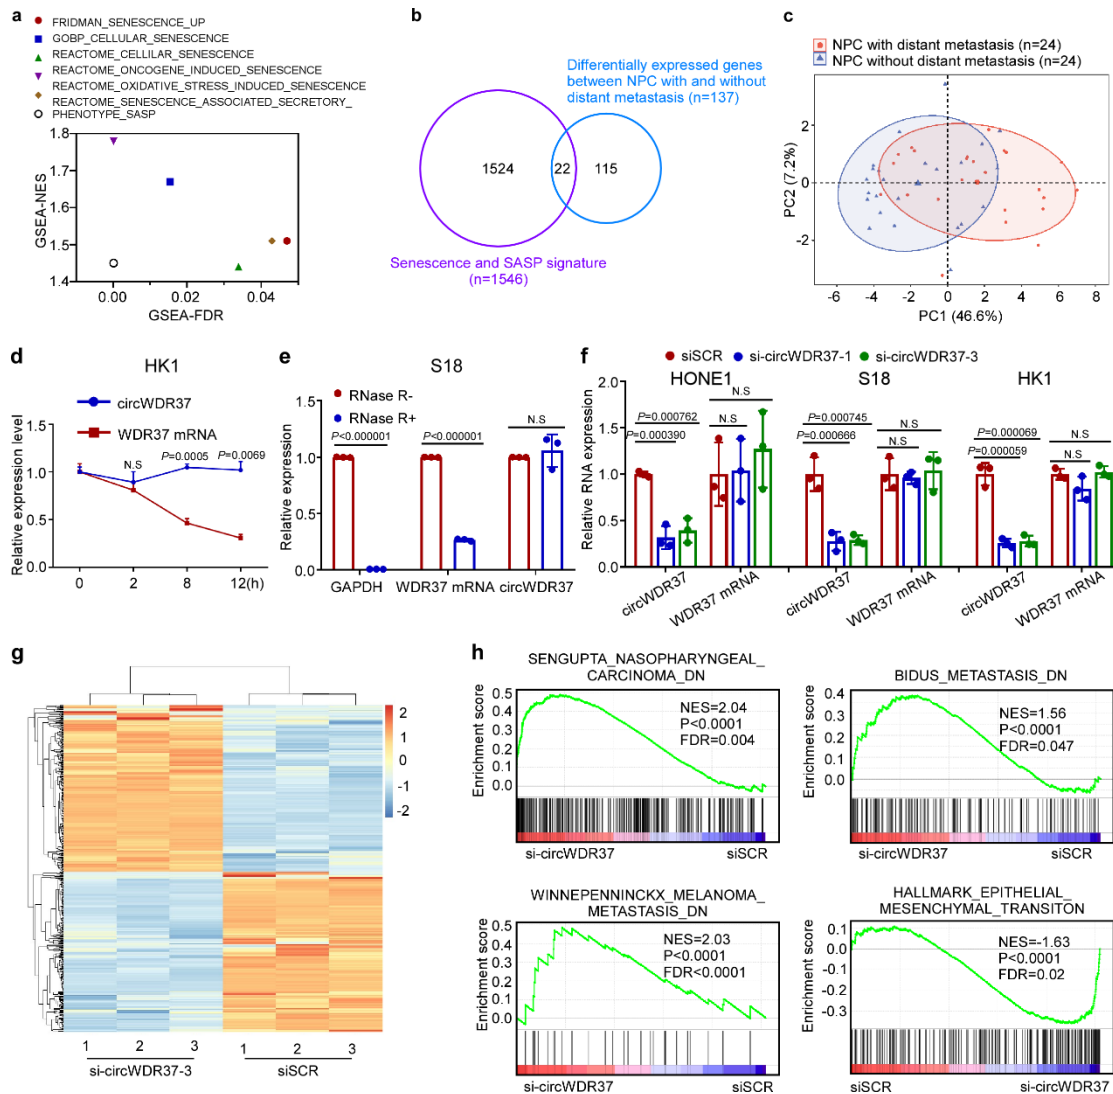 a
FRIDMAN_SENESCENCE_UP
GOBP_CELLULAR_SENESCENCE
REACTOME_CELLILAR_SENESCENCE
REACTOME_ONCOGENE_INDUCED_SENESCENCE
REACTOME_OXIDATIVE_STRESS_INDUCED_SENESCENCE
REACTOME_SENESCENCE_ASSOCIATED_SECRETORY_
PHENOTYPE_SASP
1.8
1.7
1.6
1.5
1.4
GSEA-NES
0.00 0.02 0.04
GSEA-FDR
b
Differentially expressed genes
between NPC with and without
distant metastasis (n=137)
1524 22 115
Senescence and SASP signature
(n=1546)
c
NPC with distant metastasis (n=24)
NPC without distant metastasis (n=24)
2
0
-2
PC2 (7.2%)
-6 -4 -2 0 2 4 6 8
PC1 (46.6%)
d
HK1
circWDR37
WDR37 mRNA
Relative expression level
1.5
1.0
0.5
0.0
N.S
P=0.0005
P=0.0069
0 2 8 12(h)
e
S18
RNase R-
RNase R+
Relative expression
1.5
1.0
0.5
0.0
P<0.000001
P<0.000001
N.S
GAPDH WDR37 mRNA circWDR37
f
siSCR si-circWDR37-1 si-circWDR37-3
HONE1 S18 HK1
Relative RNA expression
2.0
1.5
1.0
0.5
0.0
P=0.000762
P=0.000390
N.S
N.S
P=0.000745
P=0.000666
N.S
N.S
P=0.000069
P=0.000059
N.S
N.S
circWDR37 WDR37 mRNA circWDR37 WDR37 mRNA circWDR37 WDR37 mRNA
g
2
1
0
-1
-2
1 2 3 1 2 3
si-circWDR37-3 siSCR
h
SENGUPTA_NASOPHARYNGEAL_
CARCINOMA_DN
Enrichment score
0.5
0.4
0.3
0.2
0.1
0.0
NES=2.04
P<0.0001
FDR=0.004
si-circWDR37 siSCR
BIDUS_METASTASIS_DN
Enrichment score
0.4
0.3
0.2
0.1
0.0
NES=1.56
P<0.0001
FDR=0.047
si-circWDR37 siSCR
WINNEPENNINCKX_MELANOMA_
METASTASIS_DN
Enrichment score
0.5
0.4
0.3
0.2
0.1
0.0
NES=2.03
P<0.0001
FDR<0.0001
si-circWDR37 siSCR
HALLMARK_EPITHELIAL_
MESENCHYMAL_TRANSITON
Enrichment score
0.1
0.0
-0.1
-0.3
NES=-1.63
P<0.0001
FDR=0.02
siSCR si-circWDR37